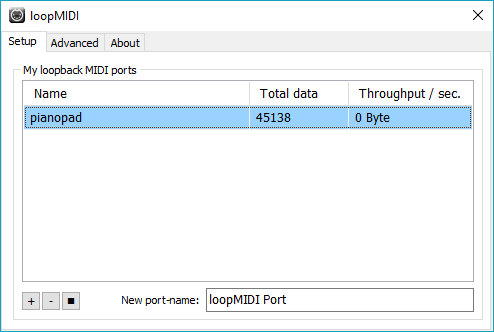 loopMIDI
Setup Advanced About
My loopback MIDI ports
Name Total data Throughput / sec.
pianopad 45138 0 Byte
+ - ■ New port-name: loopMIDI Port